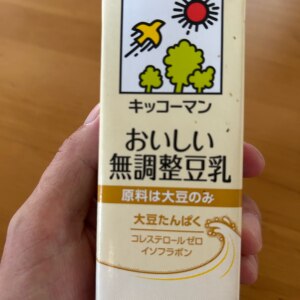 キッコーマン
おいしい
無調整豆乳
原料は大豆のみ
大豆たんぱく
コレステロールゼロ
イソフラボン